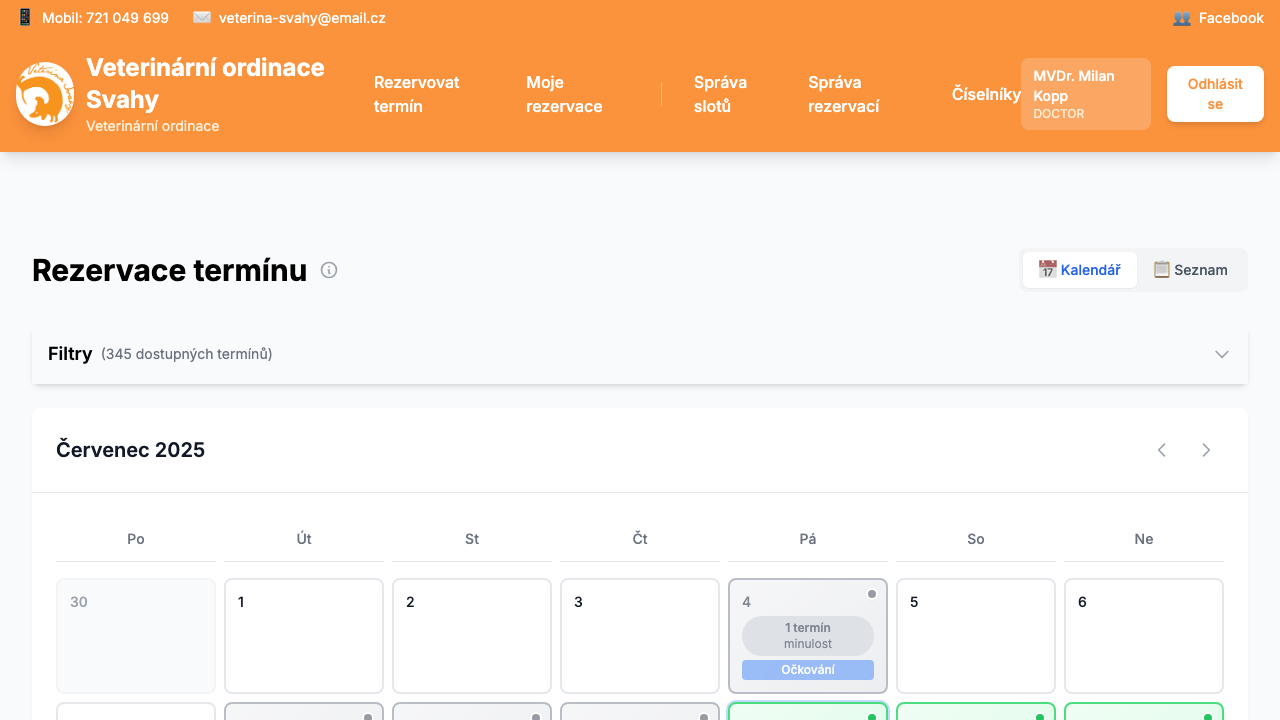 Mobil: 721 049 699
veterina-svahy@email.cz
Facebook
Veterinární ordinace
Svahy
Veterinární ordinace
Rezervovat
termín
Moje
rezervace
Správa
slotů
Správa
rezervací
Číselníky
MVDr. Milan
Kopp
DOCTOR
Odhlásit
se
Rezervace termínu
Kalendář
Seznam
Filtry (345 dostupných termínů)
Červenec 2025
Po Út St Čt Pá So Ne
30 1 2 3 4 5 6
1 termín
minulost
Očkování